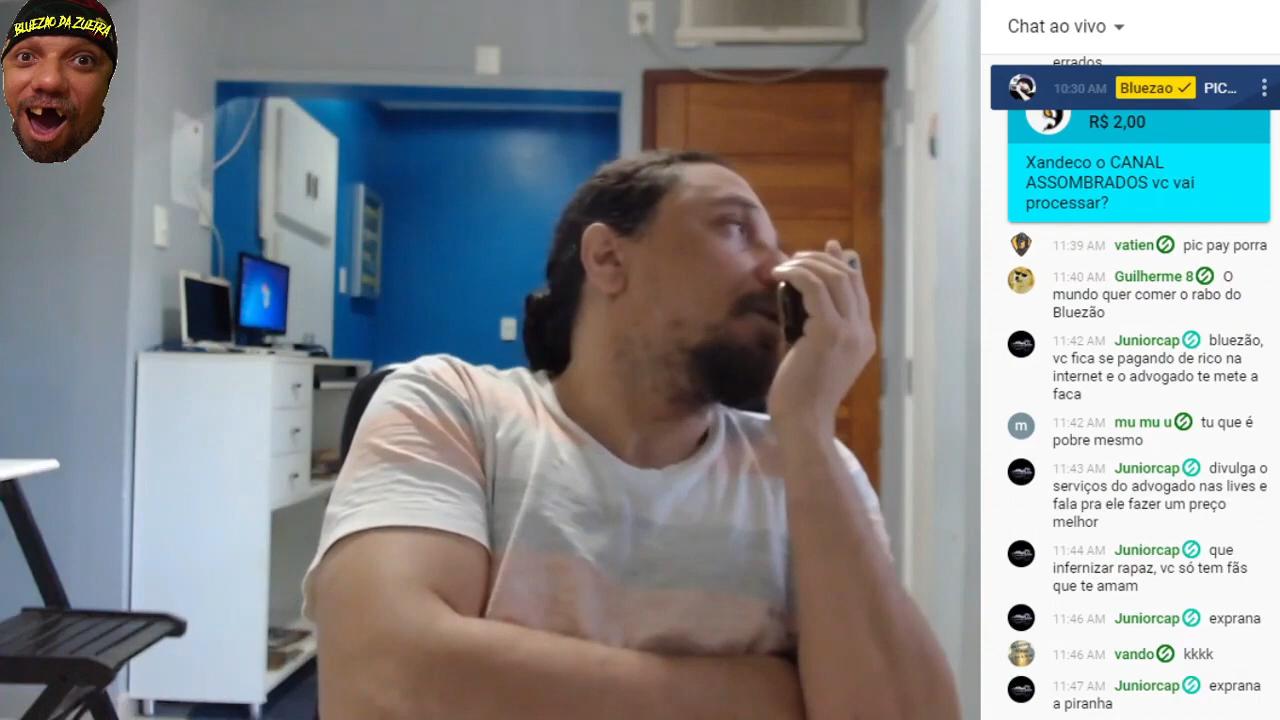 BLUEZAO DA ZUEIRA
Chat ao vivo
errados
10:30 AM Bluezao PIC...
R$ 2,00
Xandeco o CANAL
ASSOMBRADOS vc vai
processar?
11:39 AM vatien pic pay porra
11:40 AM Guilherme 8 O
mundo quer comer o rabo do
Bluezão
11:42 AM Juniorcap bluezão,
vc fica se pagando de rico na
internet e o advogado te mete a
faca
m 11:42 AM mu mu u tu que é
pobre mesmo
11:43 AM Juniorcap divulga o
serviços do advogado nas lives e
fala pra ele fazer um preço
melhor
11:44 AM Juniorcap que
infernizar rapaz, vc só tem fãs
que te amam
11:46 AM Juniorcap exprana
11:46 AM vando kkkk
11:47 AM Juniorcap exprana
a piranha